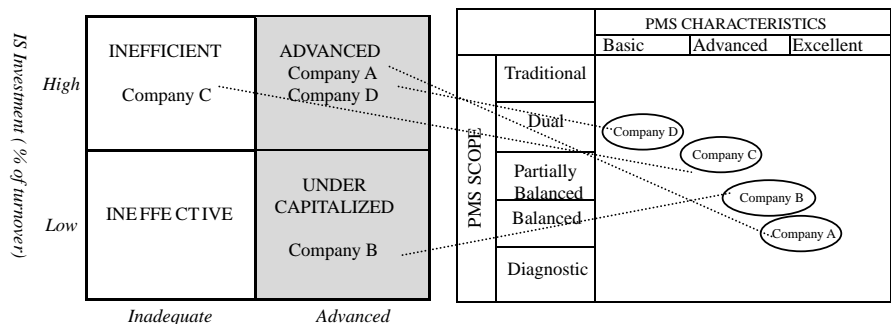 IS Investment ( % of turnover)
High
Low
INEFFICIENT
Company C
ADVANCED
Company A
Company D
INEFFECTIVE
UNDER
CAPITALIZED
Company B
Inadequate
Advanced
PMS CHARACTERISTICS
Basic
Advanced
Excellent
PMS SCOPE
Traditional
Dual
Partially
Balanced
Balanced
Diagnostic
Company D
Company C
Company B
Company A